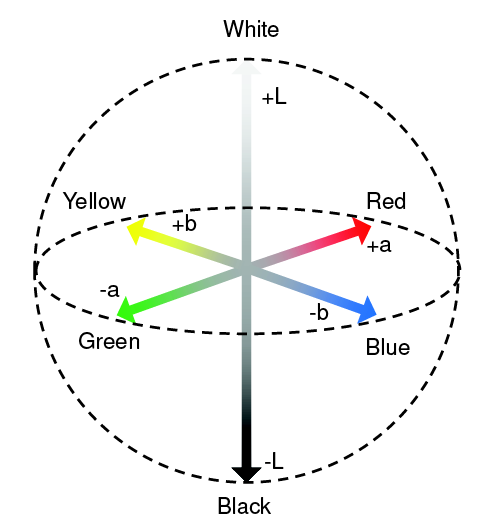 White
+L
Yellow
Red
+b
+a
-a
-b
Green
Blue
-L
Black